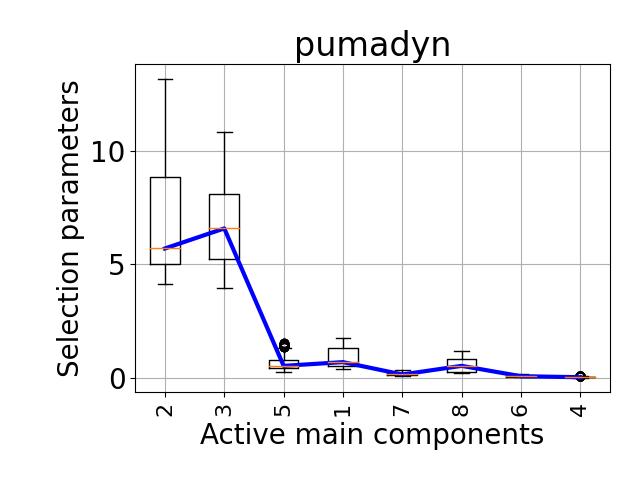 pumadyn
Selection parameters
10
5
0
2 3 5 1 7 8 6 4
Active main components